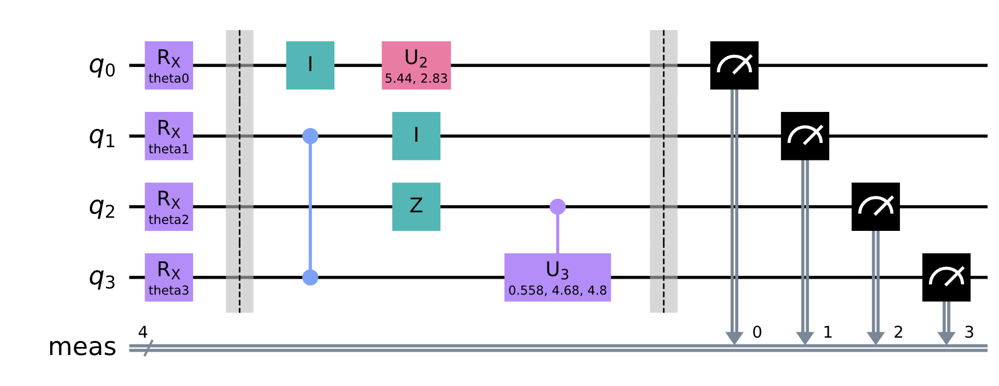 q0 RX theta0 I U2 5.44, 2.83
q1 RX theta1 I
q2 RX theta2 Z
q3 RX theta3 U3 0.558, 4.68, 4.8
meas 4 0 1 2 3